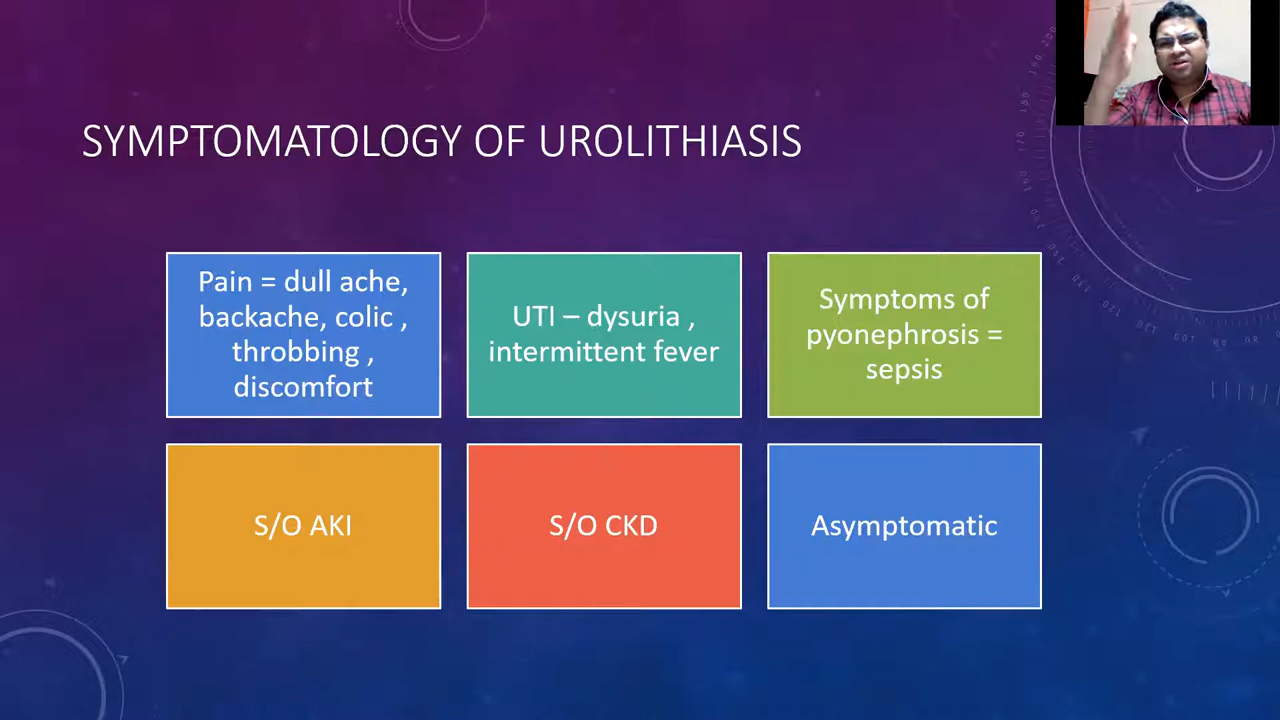 SYMPTOMATOLOGY OF UROLITHIASIS
Pain = dull ache,
backache, colic ,
throbbing ,
discomfort
UTI – dysuria ,
intermittent fever
Symptoms of
pyonephrosis =
sepsis
S/O AKI
S/O CKD
Asymptomatic